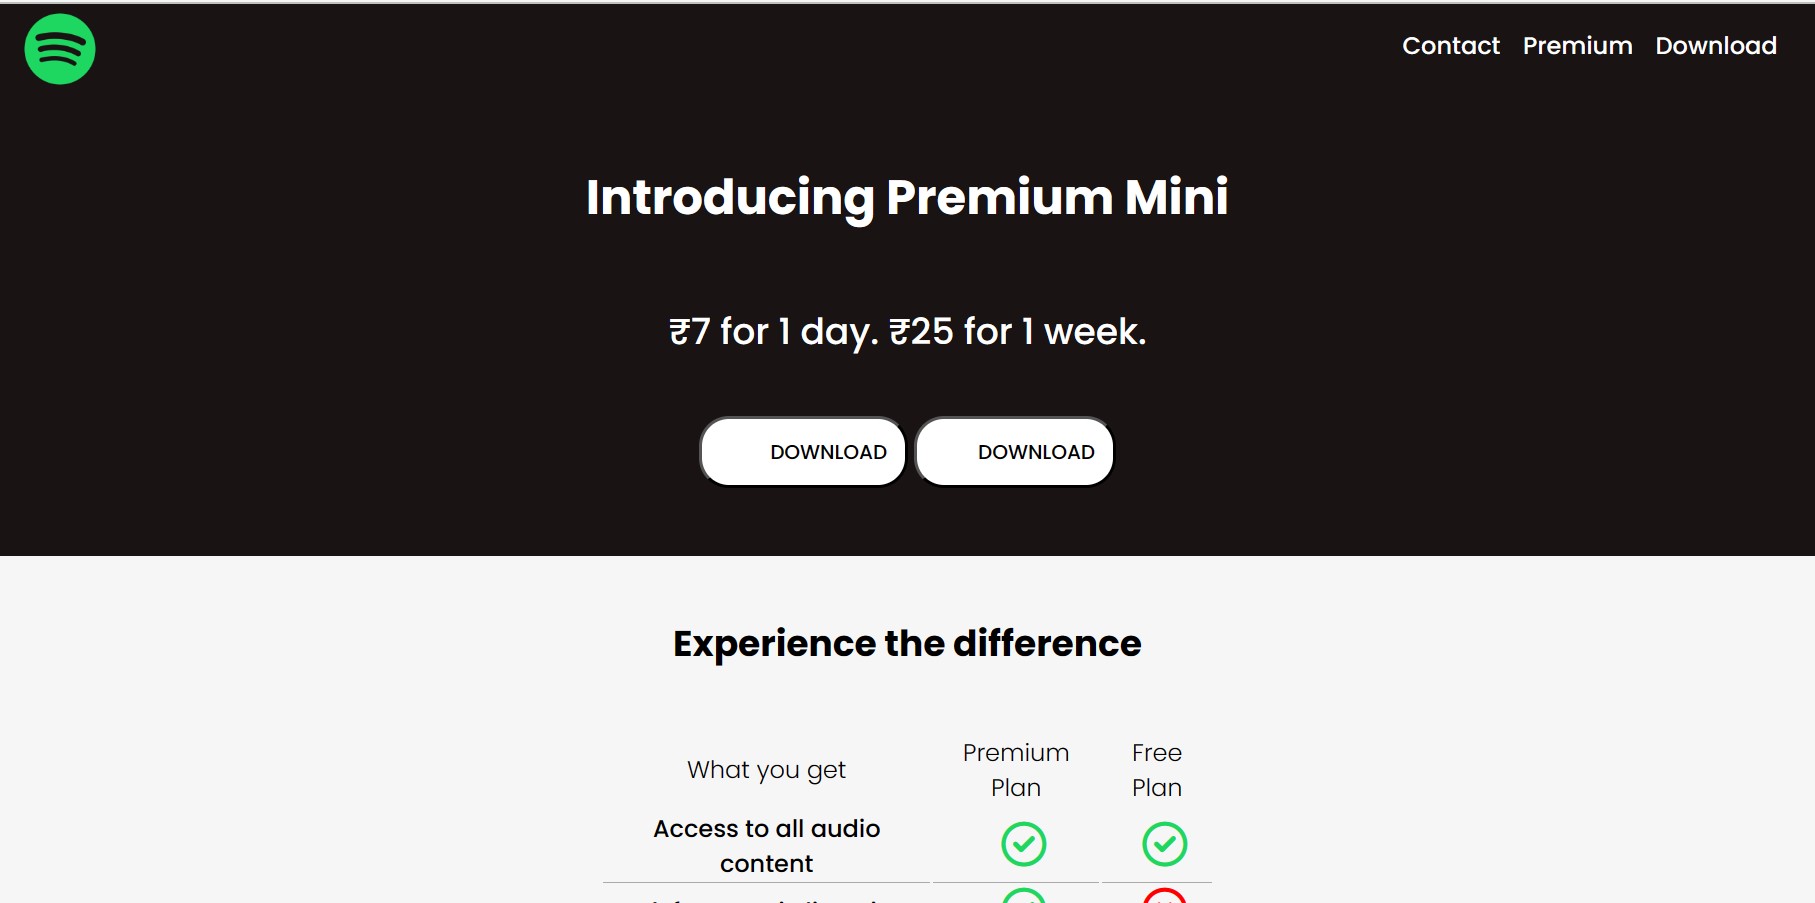 Contact Premium Download
Introducing Premium Mini
₹7 for 1 day. ₹25 for 1 week.
DOWNLOAD DOWNLOAD
Experience the difference
What you get
Premium
Plan
Free
Plan
Access to all audio
content